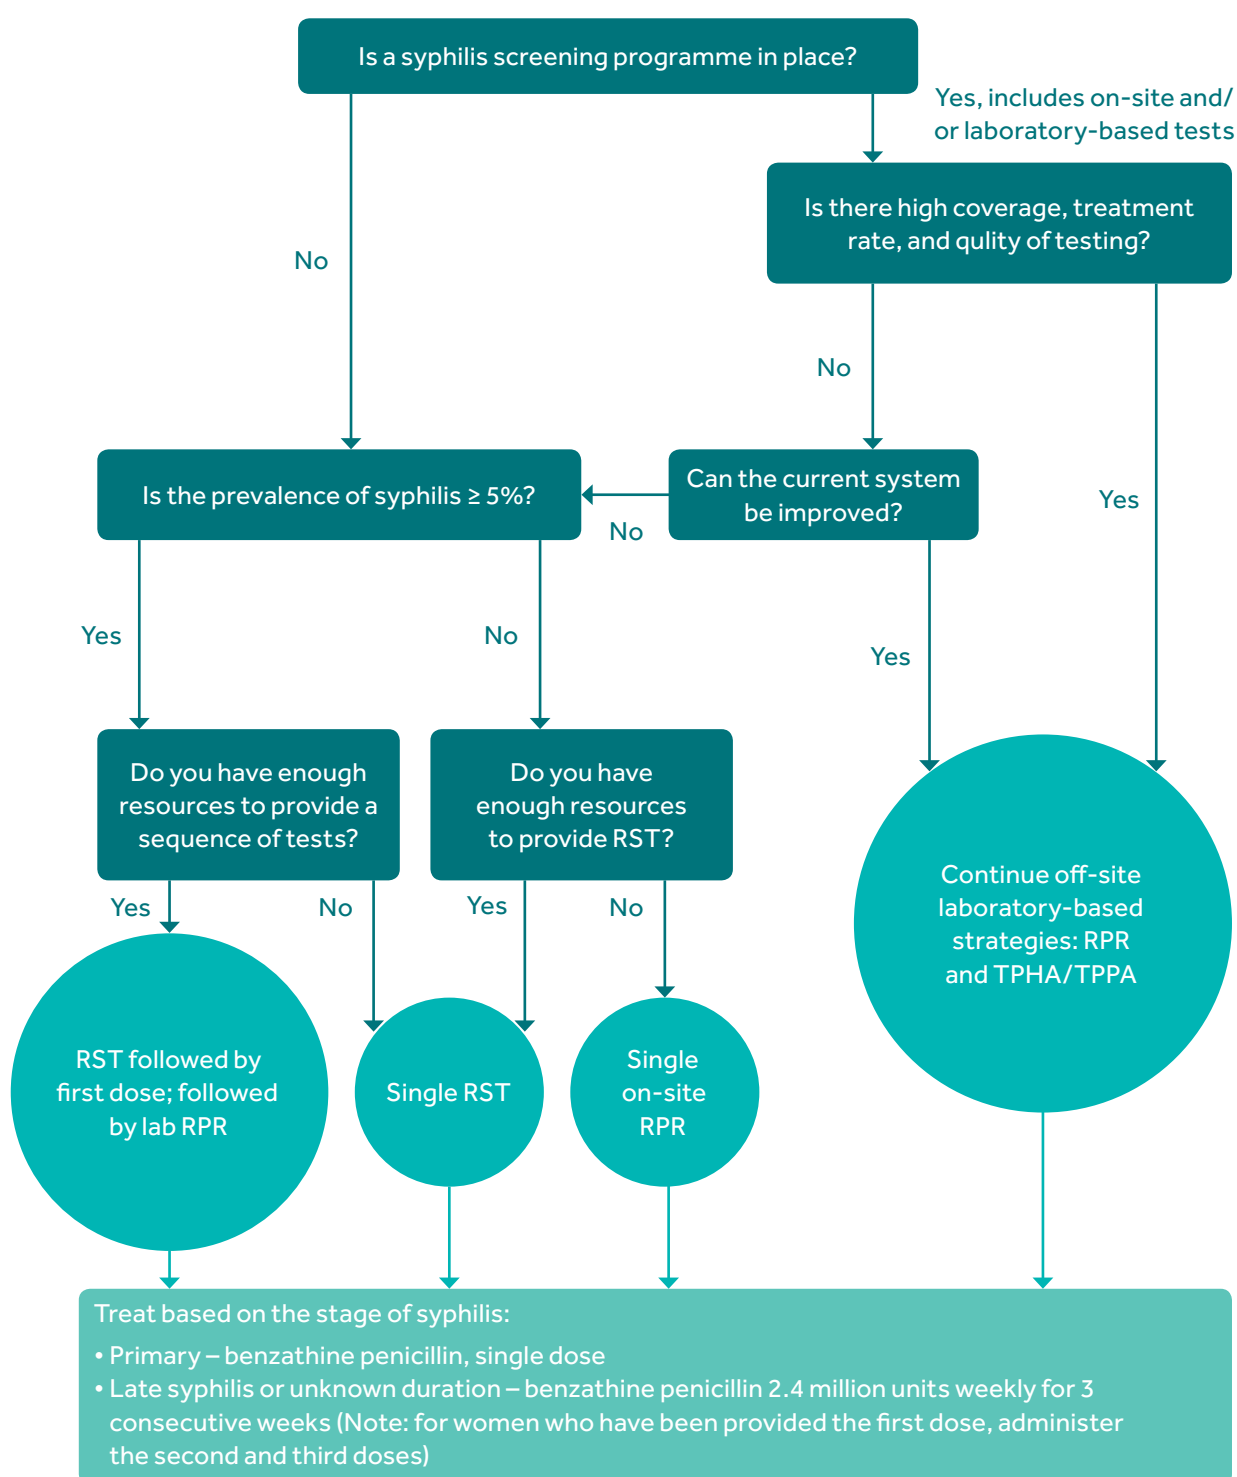 Is a syphilis screening programme in place?
Yes, includes on-site and/
or laboratory-based tests
Is there high coverage, treatment
rate, and qulity of testing?
No
No
Is the prevalence of syphilis ≥ 5%?
Can the current system
be improved?
Yes
No
Yes
No
Yes
Do you have enough
resources to provide a
sequence of tests?
Do you have
enough resources
to provide RST?
Continue off-site
laboratory-based
strategies: RPR
and TPHA/TPPA
Yes
No
Yes
No
RST followed by
first dose; followed
by lab RPR
Single RST
Single
on-site
RPR
Treat based on the stage of syphilis:
• Primary – benzathine penicillin, single dose
• Late syphilis or unknown duration – benzathine penicillin 2.4 million units weekly for 3
consecutive weeks (Note: for women who have been provided the first dose, administer
the second and third doses)